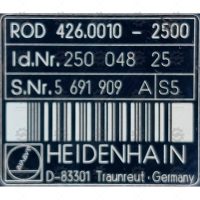 ROD 426.0010 - 2500
Id.Nr. 250 048 25
S.Nr. 5 691 909 A S5
HEIDENHAIN
D-83301 Traunreut · Germany